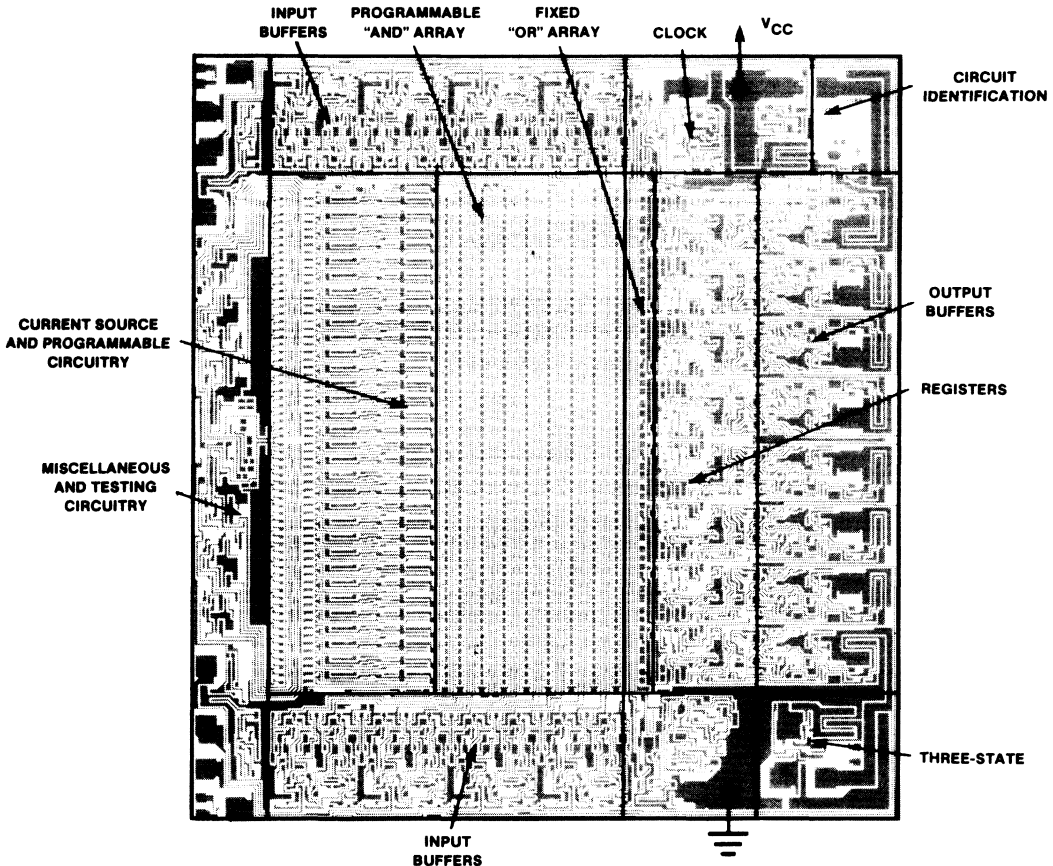 INPUT
BUFFERS
PROGRAMMABLE
“AND” ARRAY
FIXED
“OR” ARRAY
CLOCK
VCC
CIRCUIT
IDENTIFICATION
CURRENT SOURCE
AND PROGRAMMABLE
CIRCUITRY
OUTPUT
BUFFERS
REGISTERS
MISCELLANEOUS
AND TESTING
CIRCUITRY
THREE-STATE
INPUT
BUFFERS